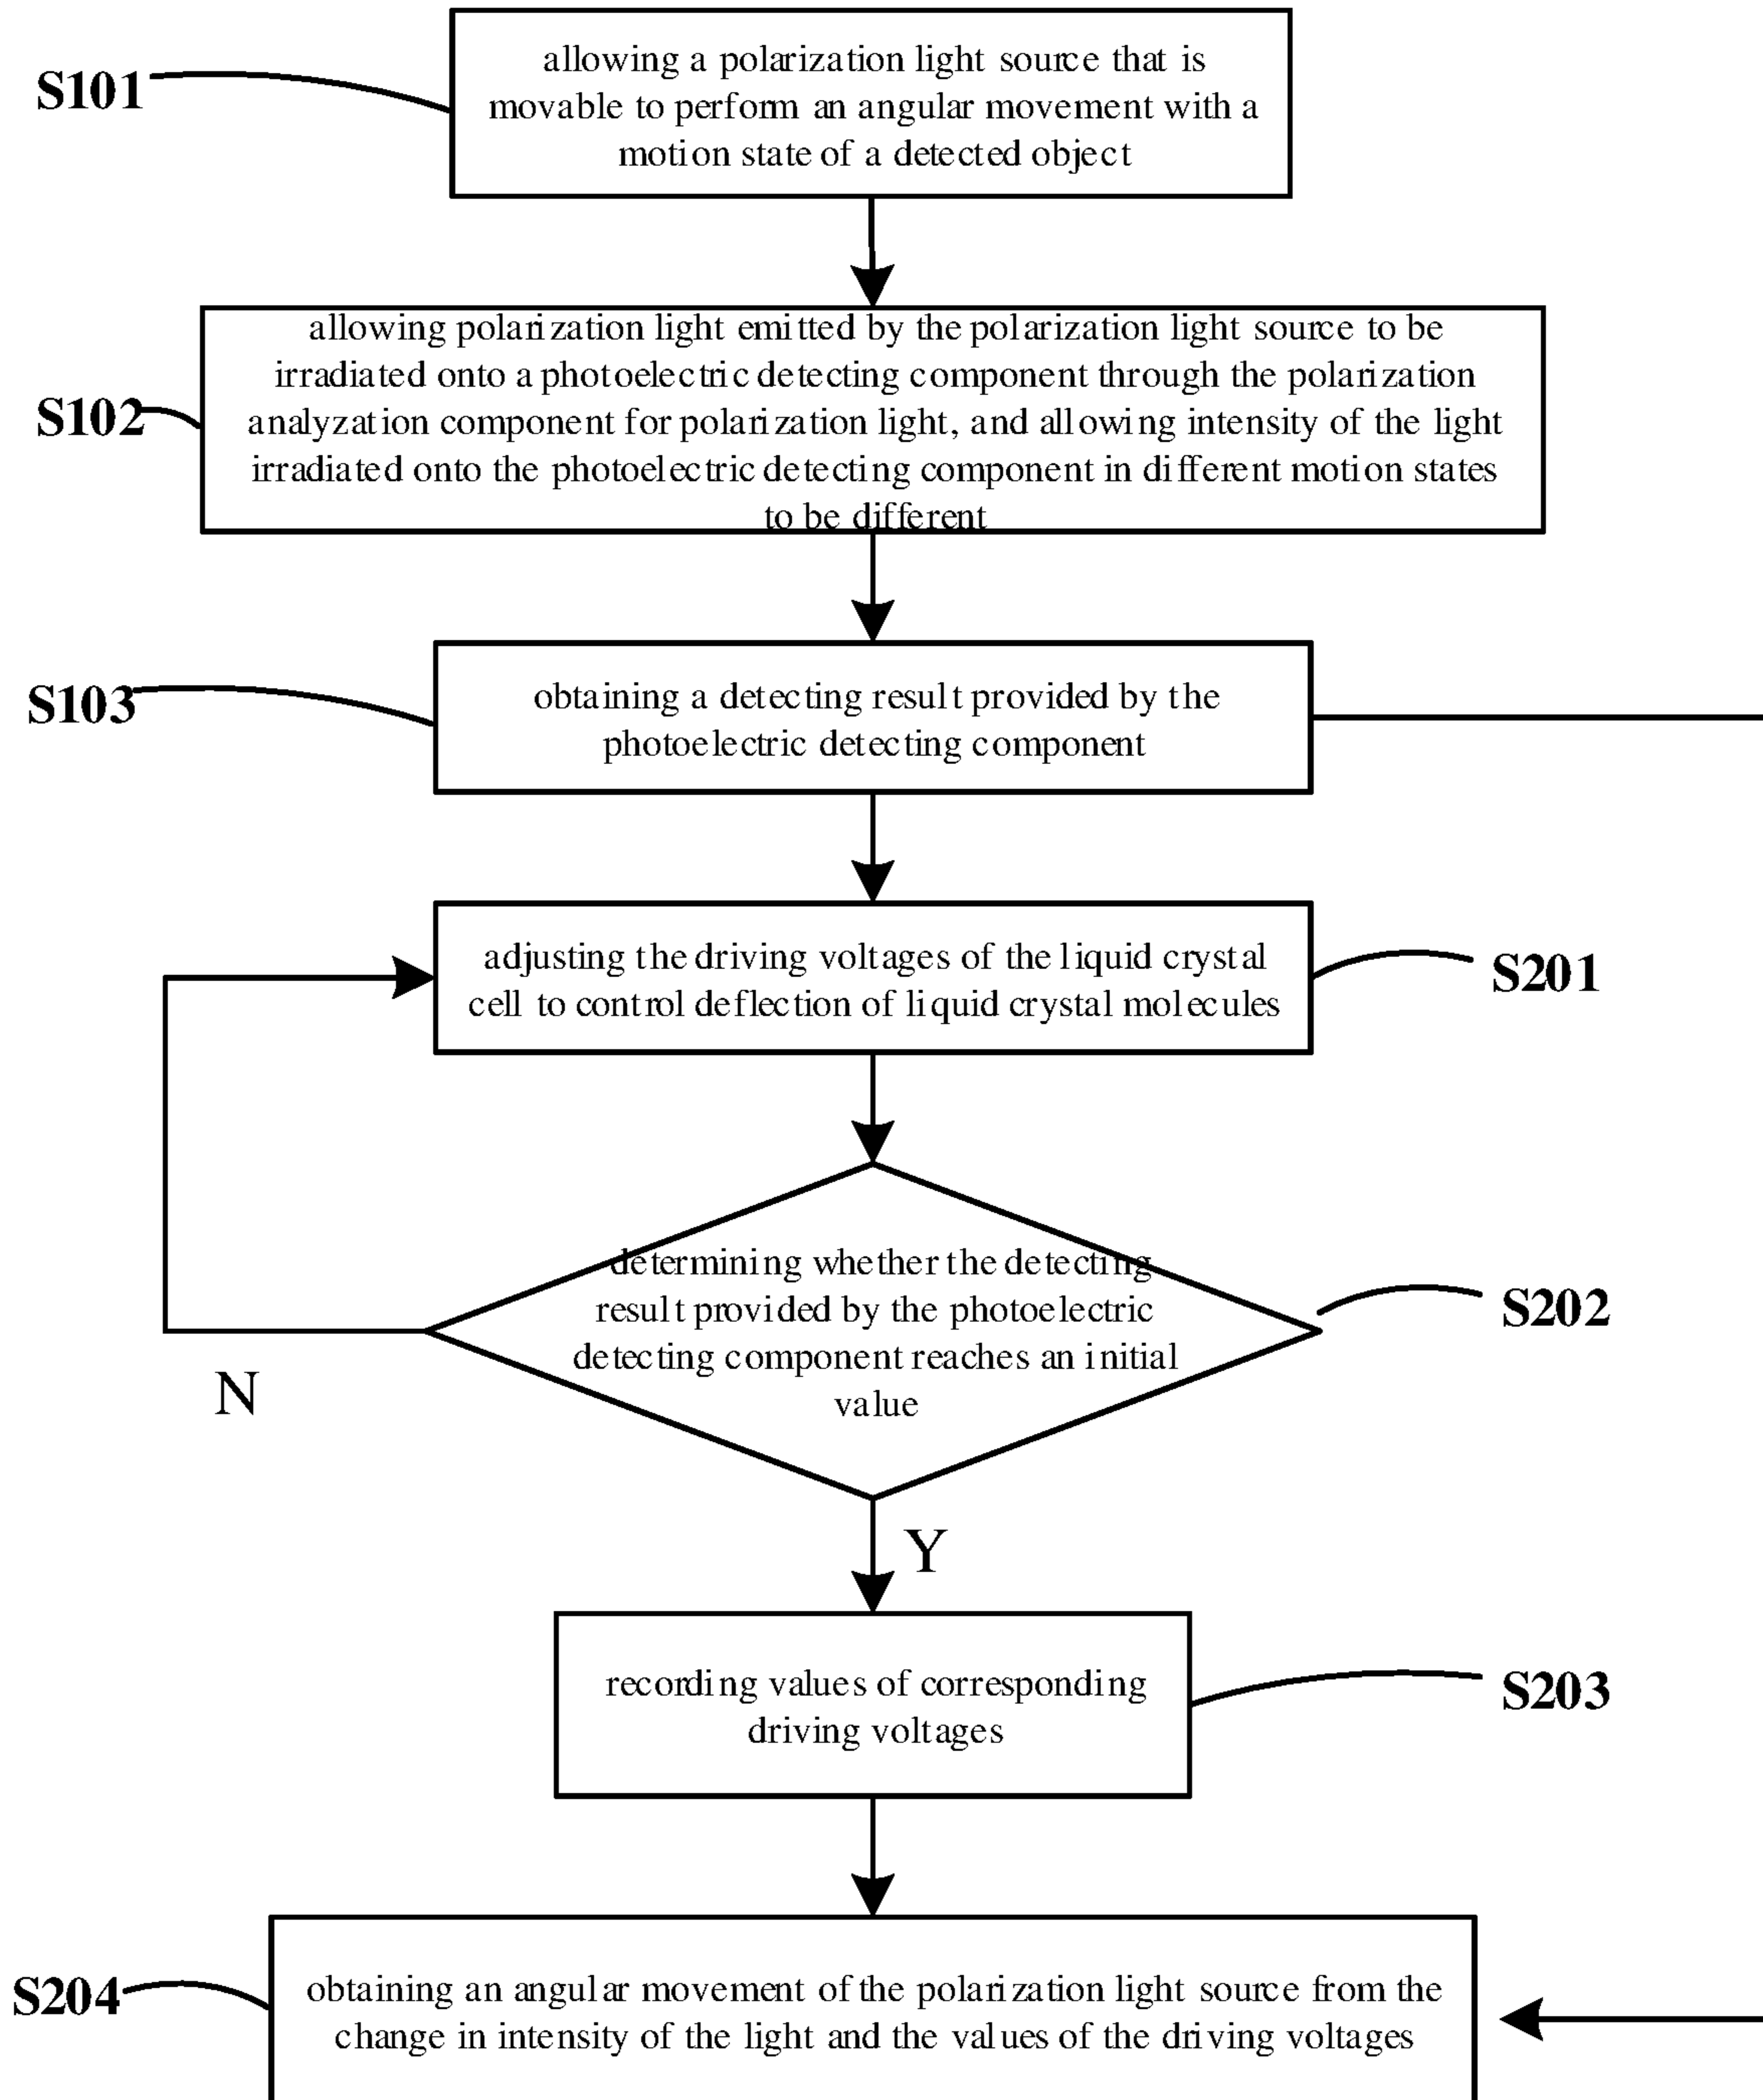 S101
allowing a polarization light source that is
movable to perform an angular movement with a
motion state of a detected object
S102
allowing polarization light emitted by the polarization light source to be
irradiated onto a photoelectric detecting component through the polarization
analyzation component for polarization light, and allowing intensity of the light
irradiated onto the photoelectric detecting component in different motion states
to be different
S103
obtaining a detecting result provided by the
photoelectric detecting component
adjusting the driving voltages of the liquid crystal
cell to control deflection of liquid crystal molecules
S201
determining whether the detecting
result provided by the photoelectric
detecting component reaches an initial
value
S202
N
Y
recording values of corresponding
driving voltages
S203
S204
obtaining an angular movement of the polarization light source from the
change in intensity of the light and the values of the driving voltages